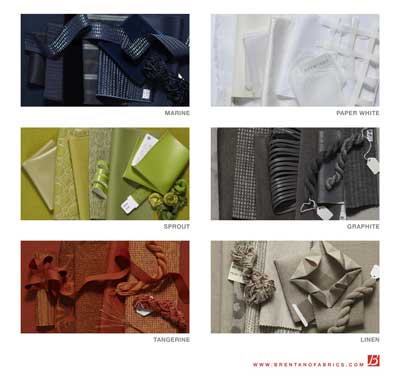 MARINE
PAPER WHITE
SPROUT
GRAPHITE
TANGERINE
LINEN
WWW.BRENTANOFABRICS.COM B